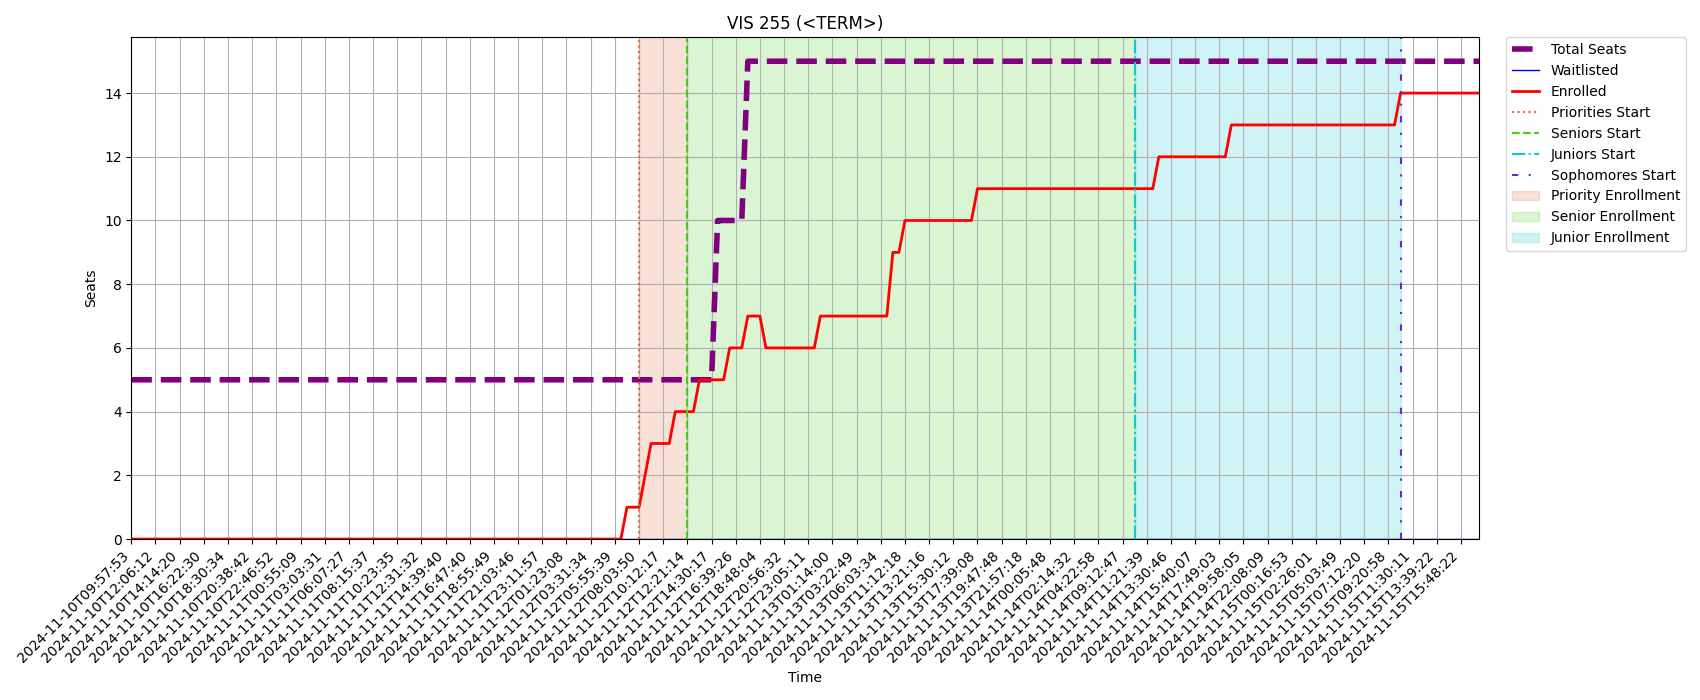 VIS 255 (<TERM>)
Total Seats
Waitlisted
Enrolled
Priorities Start
Seniors Start
Juniors Start
Sophomores Start
Priority Enrollment
Senior Enrollment
Junior Enrollment
Seats
14
12
10
8
6
4
2
0
2024-11-10T09:57:53
2024-11-10T12:06:12
2024-11-10T14:14:20
2024-11-10T16:22:30
2024-11-10T18:30:34
2024-11-10T20:38:42
2024-11-10T22:46:52
2024-11-11T00:55:09
2024-11-11T03:03:31
2024-11-11T06:07:27
2024-11-11T08:15:37
2024-11-11T10:23:35
2024-11-11T12:31:32
2024-11-11T14:39:40
2024-11-11T16:47:40
2024-11-11T18:55:49
2024-11-11T21:03:46
2024-11-11T23:11:57
2024-11-12T01:23:08
2024-11-12T03:31:34
2024-11-12T05:55:39
2024-11-12T08:03:50
2024-11-12T10:12:17
2024-11-12T12:21:14
2024-11-12T14:30:17
2024-11-12T16:39:26
2024-11-12T18:48:04
2024-11-12T20:56:32
2024-11-12T23:05:11
2024-11-13T01:14:00
2024-11-13T03:22:49
2024-11-13T06:03:34
2024-11-13T11:12:18
2024-11-13T13:21:16
2024-11-13T15:30:12
2024-11-13T17:39:08
2024-11-13T19:47:48
2024-11-13T21:57:18
2024-11-14T00:05:48
2024-11-14T02:14:32
2024-11-14T04:22:58
2024-11-14T09:12:47
2024-11-14T11:21:39
2024-11-14T13:30:46
2024-11-14T15:40:07
2024-11-14T17:49:03
2024-11-14T19:58:05
2024-11-14T22:08:09
2024-11-15T00:16:53
2024-11-15T02:26:01
2024-11-15T05:03:49
2024-11-15T07:12:20
2024-11-15T09:20:58
2024-11-15T11:30:11
2024-11-15T13:39:22
2024-11-15T15:48:22
Time